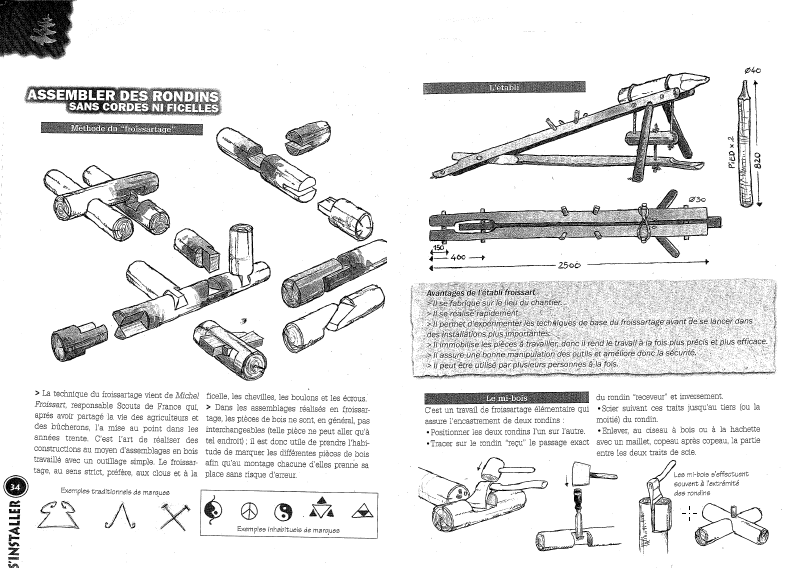 ASSEMBLER DES RONDINS
SANS CORDES NI FICELLES
Méthode du "froissartage"
> La technique du froissartage vient de Michel
Froissart, responsable Scouts de France qui,
après avoir partagé la vie des agriculteurs et
des bûcherons, l'a mise au point dans les
années trente. C'est l'art de réaliser des
constructions au moyen d'assemblages en bois
travaillé avec un outillage simple. Le froissar-
tage, au sens strict, préfère, aux clous et à la
ficelle, les chevilles, les boulons et les écrous.
> Dans les assemblages réalisés en froissar-
tage, les pièces de bois ne sont, en général, pas
interchangeables (telle pièce ne peut aller qu'à
tel endroit) ; il est donc utile de prendre l'habi-
tude de marquer les différentes pièces de bois
afin qu'au montage chacune d'elles prenne sa
place sans risque d'erreur.
Exemples traditionnels de marques
Exemples inhabituels de marques
34
S'INSTALLER
L'établi
Ø40
PIED x 2
820
Ø30
150
400
2500
Avantages de l'établi froissart
> Il se fabrique sur le lieu du chantier...
> Il se réalise rapidement.
> Il permet d'expérimenter les techniques de base du froissartage avant de se lancer dans
des installations plus importantes.
> Il immobilise les pièces à travailler, donc il rend le travail à la fois plus précis et plus efficace.
> Il assure une bonne manipulation des outils et améliore donc la sécurité.
> Il peut être utilisé par plusieurs personnes à la fois.
Le mi-bois
C'est un travail de froissartage élémentaire qui
assure l'encastrement de deux rondins :
• Positionner les deux rondins l'un sur l'autre.
• Tracer sur le rondin "reçu" le passage exact
du rondin "receveur" et inversement.
• Scier suivant ces traits jusqu'au tiers (ou la
moitié) du rondin.
• Enlever, au ciseau à bois ou à la hachette
avec un maillet, copeau après copeau, la partie
entre les deux traits de scie.
Les mi-bois s'effectuent
souvent à l'extrémité
des rondins